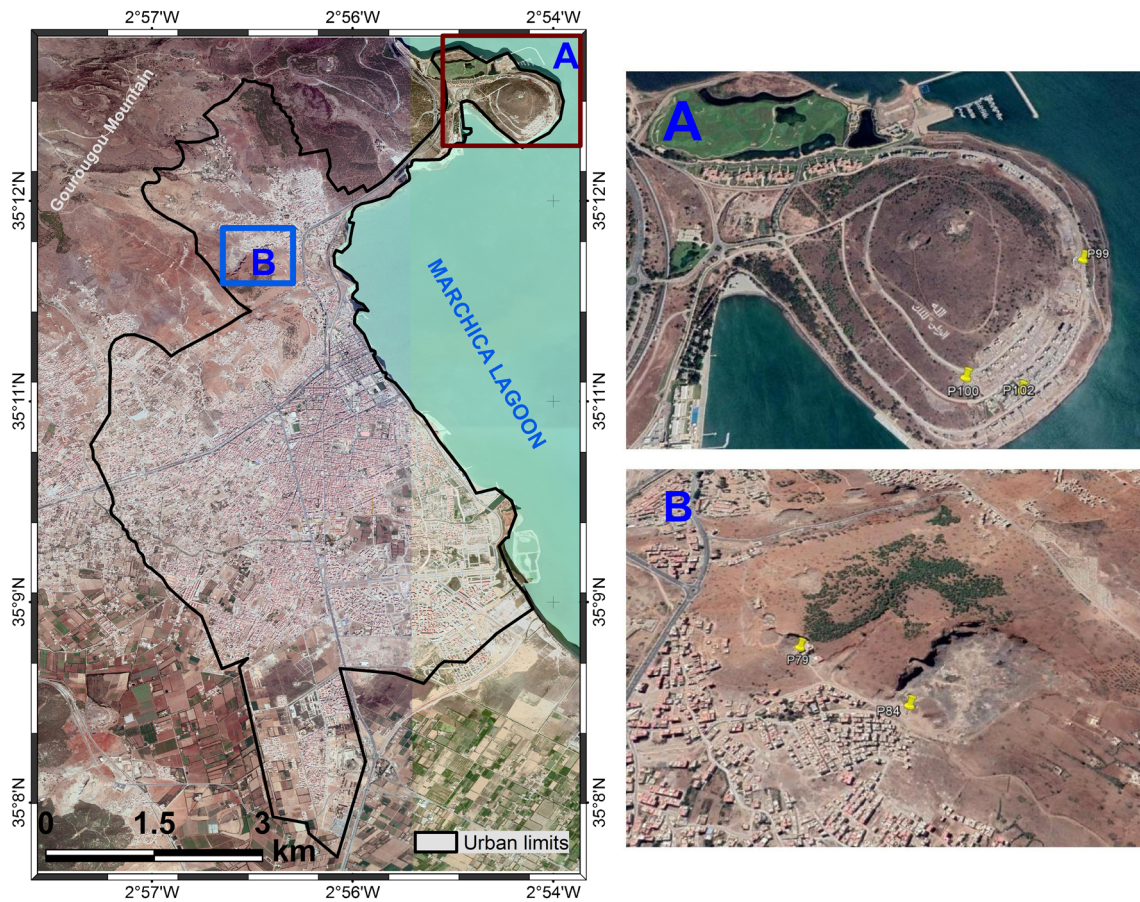 2°57'W 2°56'W 2°54'W
A
Gourougou Mountain
35°12'N 35°12'N
B
MARCHICA LAGOON
35°11'N 35°11'N
35°9'N 35°9'N
35°8'N 35°8'N
0 1.5 3
km
Urban limits
2°57'W 2°56'W 2°54'W
A
P99
الله
P100
P102
B
P79
P84